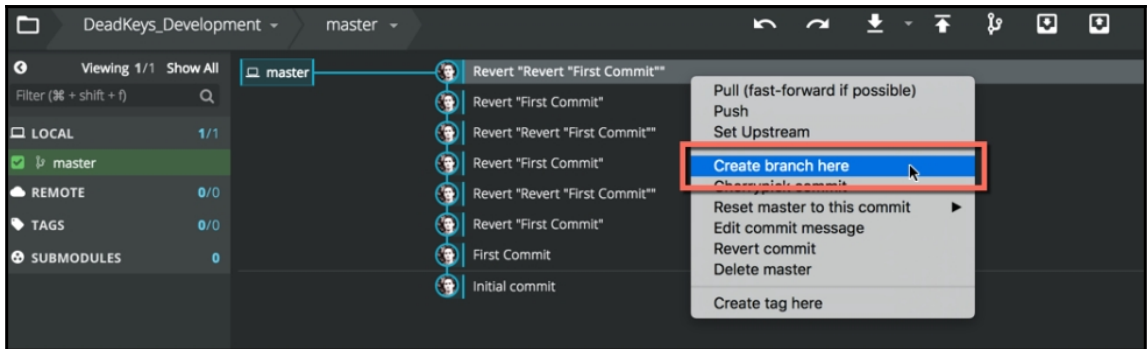 DeadKeys_Development master
Viewing 1/1 Show All
Filter (⌘ + shift + f)
LOCAL 1/1
master
REMOTE 0/0
TAGS 0/0
SUBMODULES 0
master
Revert "Revert "First Commit""
Revert "First Commit"
Revert "Revert "First Commit""
Revert "First Commit"
Revert "Revert "First Commit""
Revert "First Commit"
First Commit
Initial commit
Pull (fast-forward if possible)
Push
Set Upstream
Create branch here
Cherrypick commit
Reset master to this commit
Edit commit message
Revert commit
Delete master
Create tag here